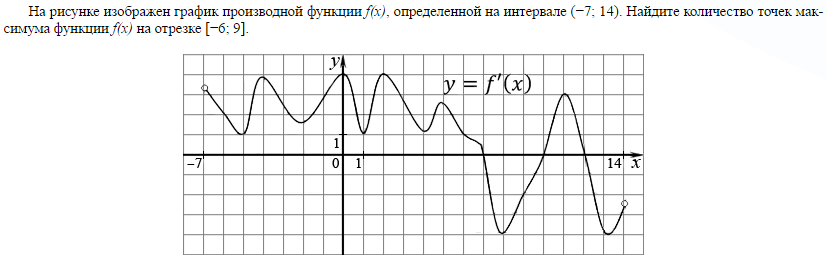 На рисунке изображен график производной функции f(x), определенной на интервале (−7; 14). Найдите количество точек мак-
симума функции f(x) на отрезке [−6; 9].
y
y = f'(x)
1
−7
0
1
14
x